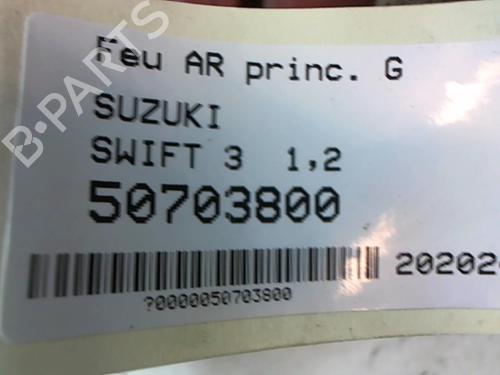 Feu AR princ. G
SUZUKI
SWIFT 3 1,2
50703800
20202
?0000050703800
B-PARTS